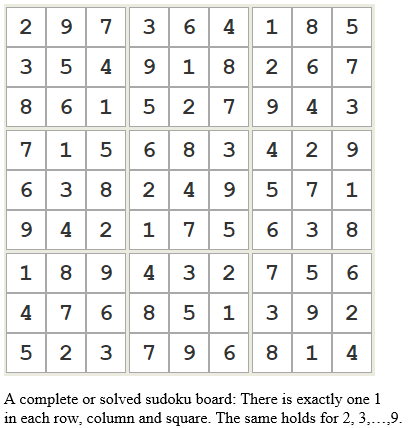 2 9 7 3 6 4 1 8 5
3 5 4 9 1 8 2 6 7
8 6 1 5 2 7 9 4 3
7 1 5 6 8 3 4 2 9
6 3 8 2 4 9 5 7 1
9 4 2 1 7 5 6 3 8
1 8 9 4 3 2 7 5 6
4 7 6 8 5 1 3 9 2
5 2 3 7 9 6 8 1 4
A complete or solved sudoku board: There is exactly one 1
in each row, column and square. The same holds for 2, 3,…,9.